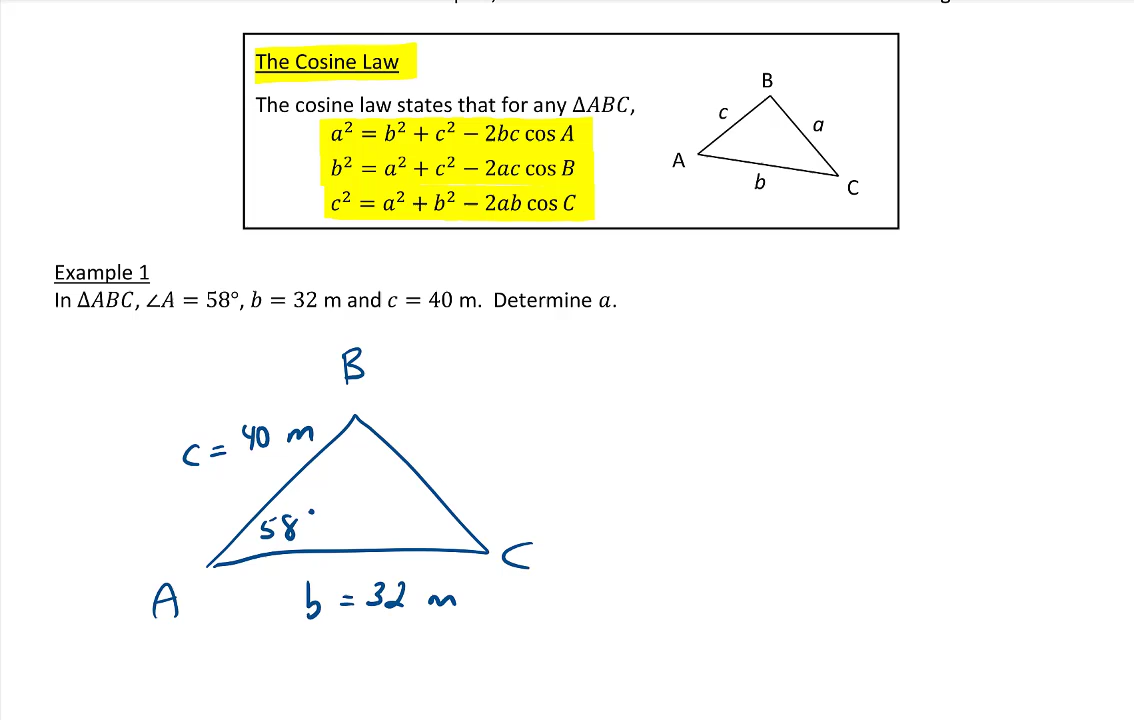 The Cosine Law
The cosine law states that for any ΔABC,
a² = b² + c² − 2bc cos A
b² = a² + c² − 2ac cos B
c² = a² + b² − 2ab cos C
B
c
a
A
b
C
Example 1
In ΔABC, ∠A = 58°, b = 32 m and c = 40 m. Determine a.
B
c = 40 m
58°
C
A
b = 32 m